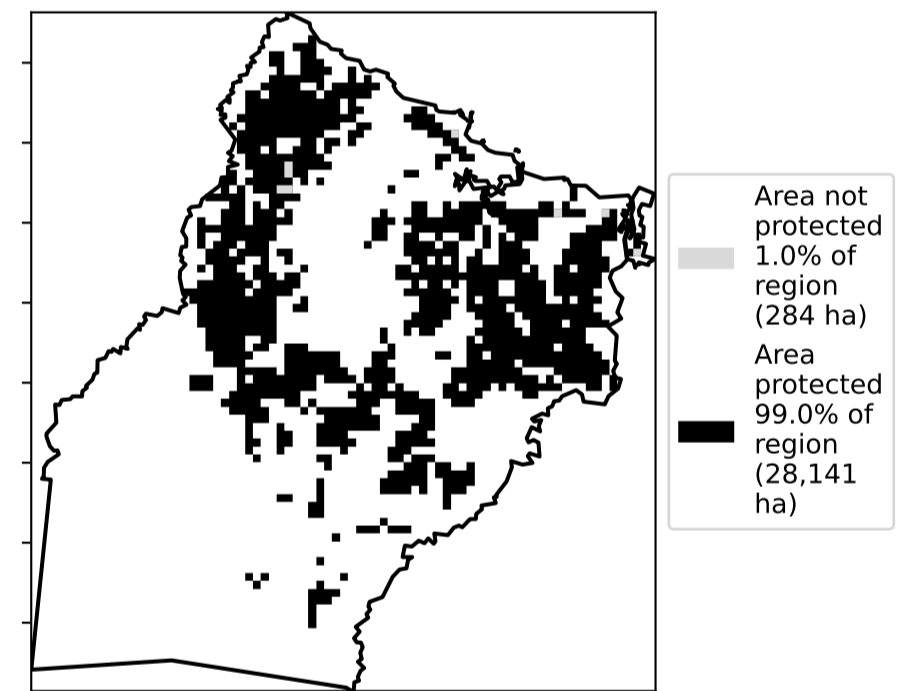 Area not
protected
1.0% of
region
(284 ha)
Area
protected
99.0% of
region
(28,141
ha)